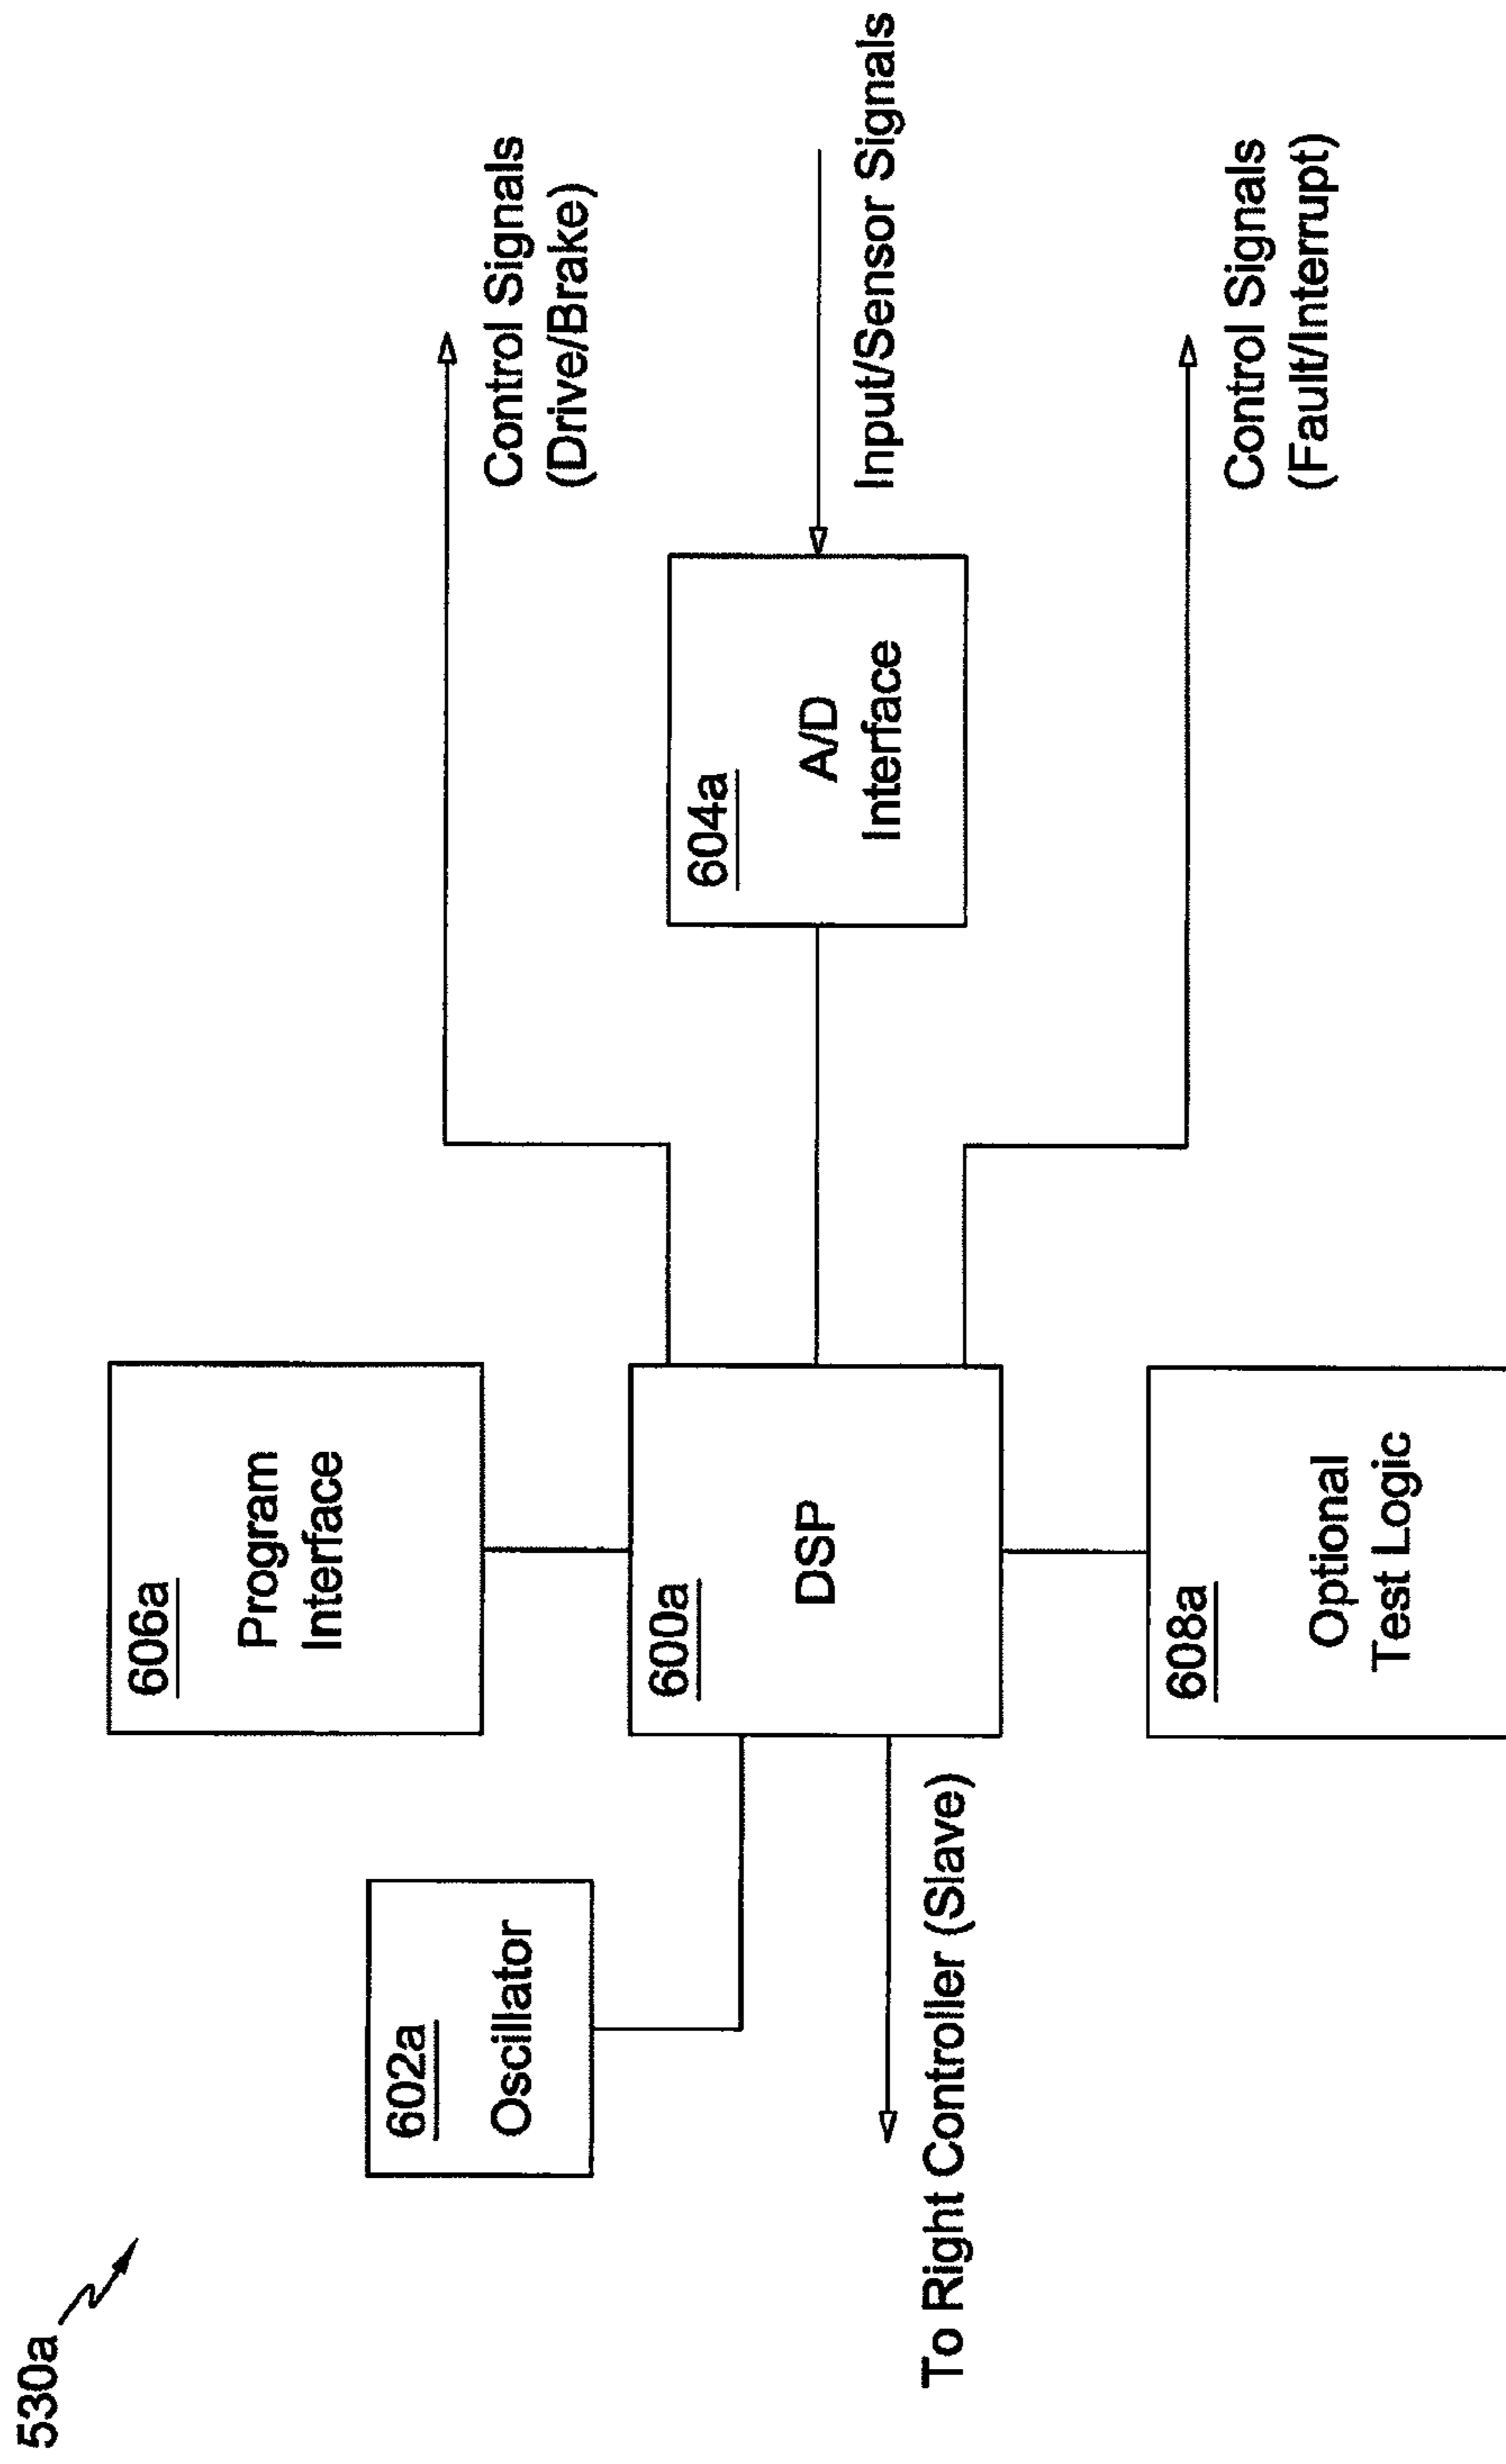 530a
606a
Program
Interface
602a
Oscillator
Control Signals
(Drive/Brake)
600a
DSP
604a
A/D
Interface
Input/Sensor Signals
To Right Controller (Slave)
608a
Optional
Test Logic
Control Signals
(Fault/Interrupt)